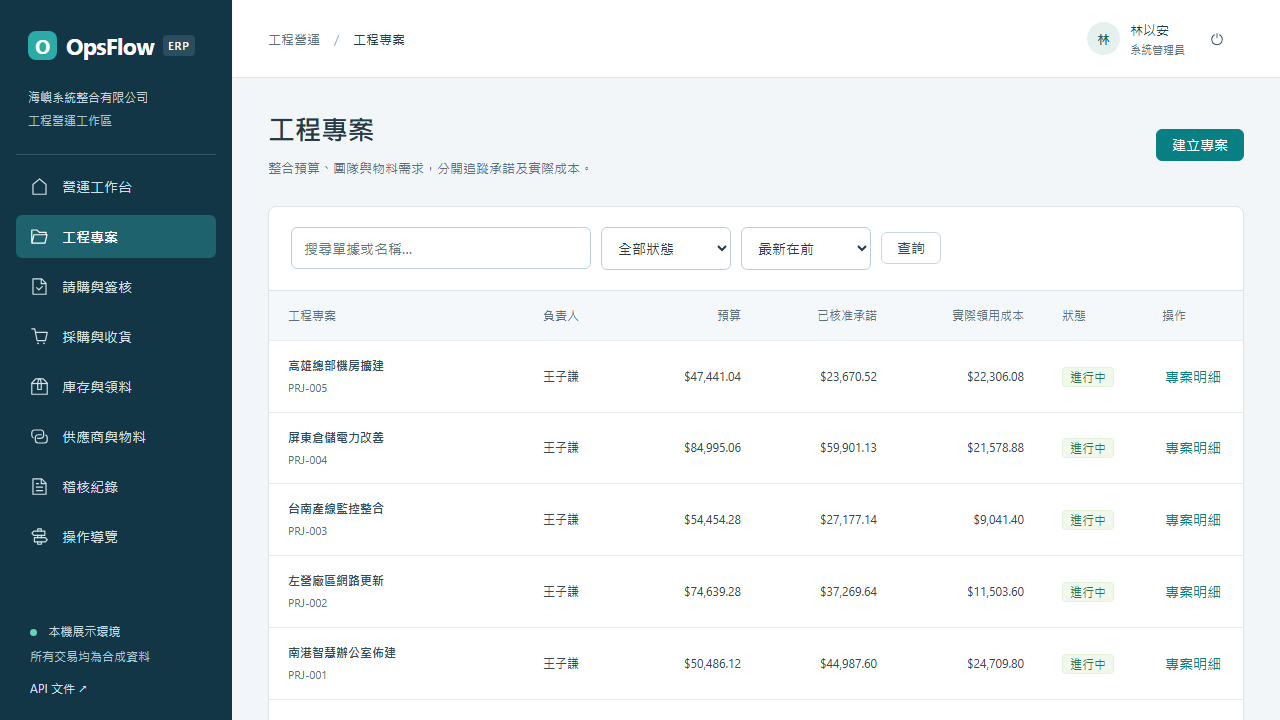 OpsFlow ERP
海嶼系統整合有限公司
工程營運工作區
營運工作台
工程專案
請購與簽核
採購與收貨
庫存與領料
供應商與物料
稽核紀錄
操作導覽
本機展示環境
所有交易均為合成資料
API 文件 ↗
工程營運 / 工程專案
林 林以安
系統管理員
工程專案
整合預算、團隊與物料需求，分開追蹤承諾及實際成本。
建立專案
搜尋單據或名稱... 全部狀態 最新在前 查詢
工程專案 負責人 預算 已核准承諾 實際領用成本 狀態 操作
高雄總部機房擴建
PRJ-005 王子謙 $47,441.04 $23,670.52 $22,306.08 進行中 專案明細
屏東倉儲電力改善
PRJ-004 王子謙 $84,995.06 $59,901.13 $21,578.88 進行中 專案明細
台南產線監控整合
PRJ-003 王子謙 $54,454.28 $27,177.14 $9,041.40 進行中 專案明細
左營廠區網路更新
PRJ-002 王子謙 $74,639.28 $37,269.64 $11,503.60 進行中 專案明細
南港智慧辦公室佈建
PRJ-001 王子謙 $50,486.12 $44,987.60 $24,709.80 進行中 專案明細